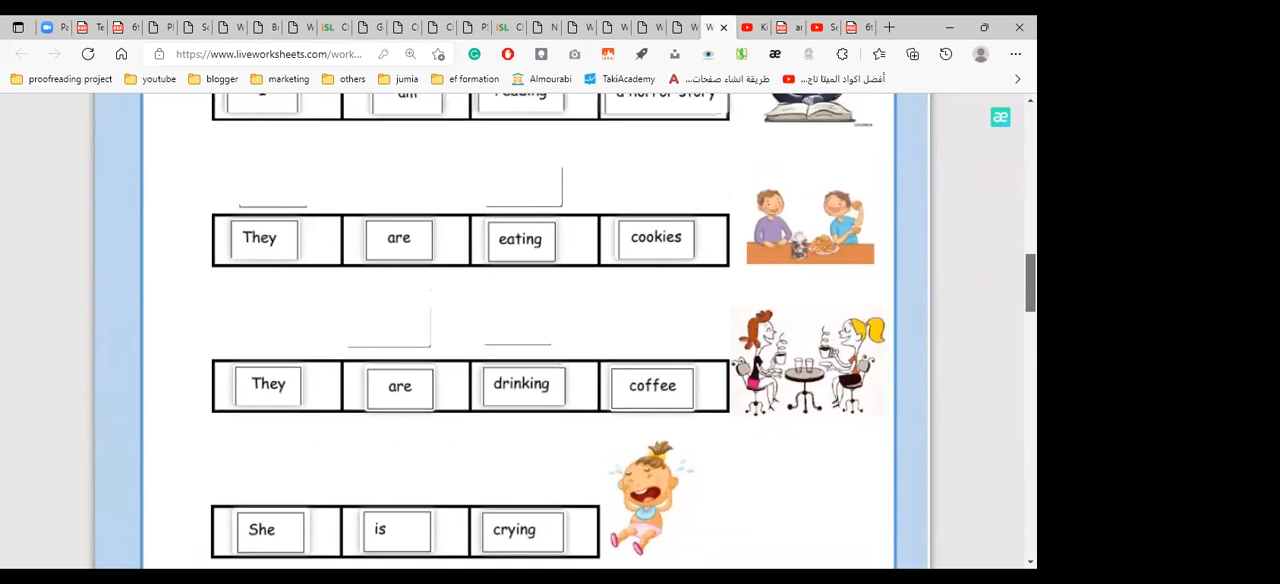 https://www.liveworksheets.com/work...
proofreading project youtube blogger marketing others jumia ef formation Almourabi TakiAcademy طريقة انشاء صفحات... أفضل اكواد الميتا تاج...
am reading a horror story
They are eating cookies
They are drinking coffee
She is crying